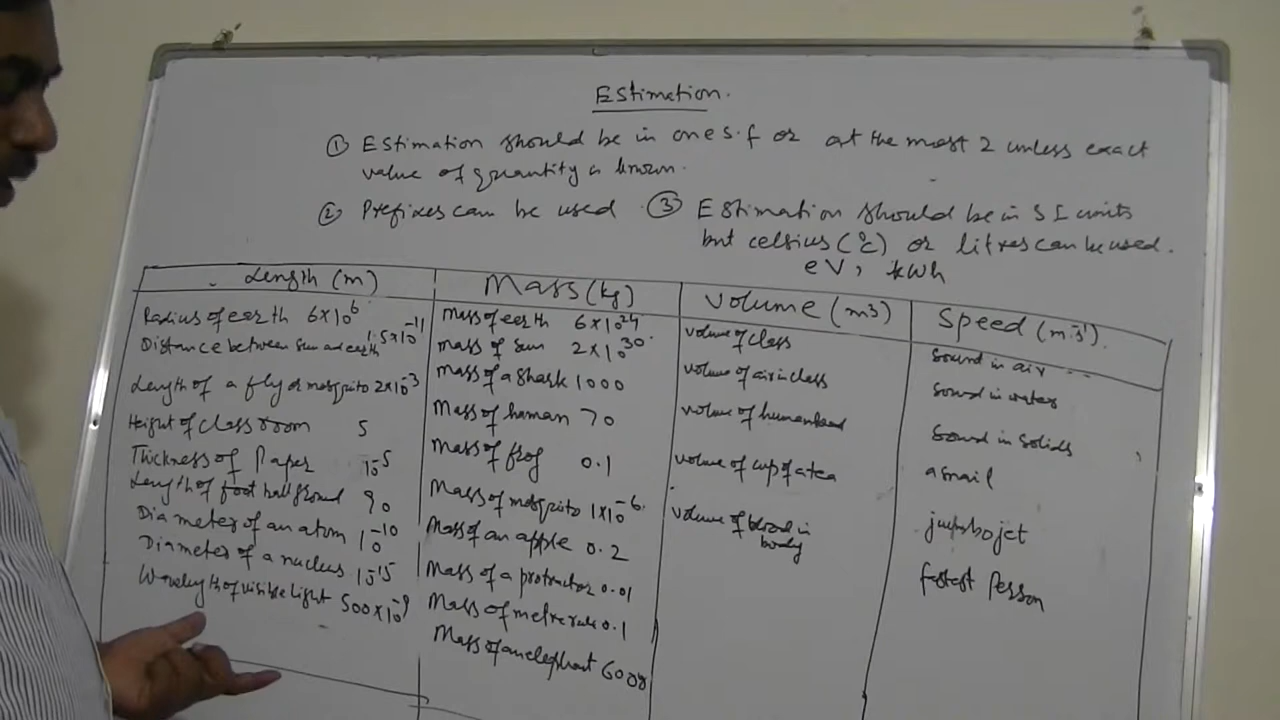 Estimation.
① Estimation should be in one s.f or at the most 2 unless exact
value of quantity is known.
② Prefixes can be used. ③ Estimation should be in SI units
but celsius (°C) or litres can be used.
eV, kWh
Length (m)
Radius of earth 6×10⁶
Distance between sun and earth 1.5×10⁻¹¹
Length of a fly or mosquito 2×10⁻³
Height of class room 5
Thickness of Paper 10⁻⁵
Length of foot ball ground 90
Diameter of an atom 10⁻¹⁰
Diameter of a nucleus 10⁻¹⁵
Wavelength of visible light 500×10⁻⁹
Mass (kg)
Mass of earth 6×10²⁴
Mass of sun 2×10³⁰
Mass of a shark 1000
Mass of human 70
Mass of frog 0.1
Mass of mosquito 1×10⁻⁶
Mass of an apple 0.2
Mass of a protractor 0.01
Mass of metre rule 0.1
Mass of an elephant 6000
Volume (m3)
volume of class
volume of air in class
volume of human head
volume of cup of a tea
volume of blood in
body
Speed (ms⁻¹).
Sound in air
Sound in water
Sound in Solids
a snail
jumbo jet
fastest Person